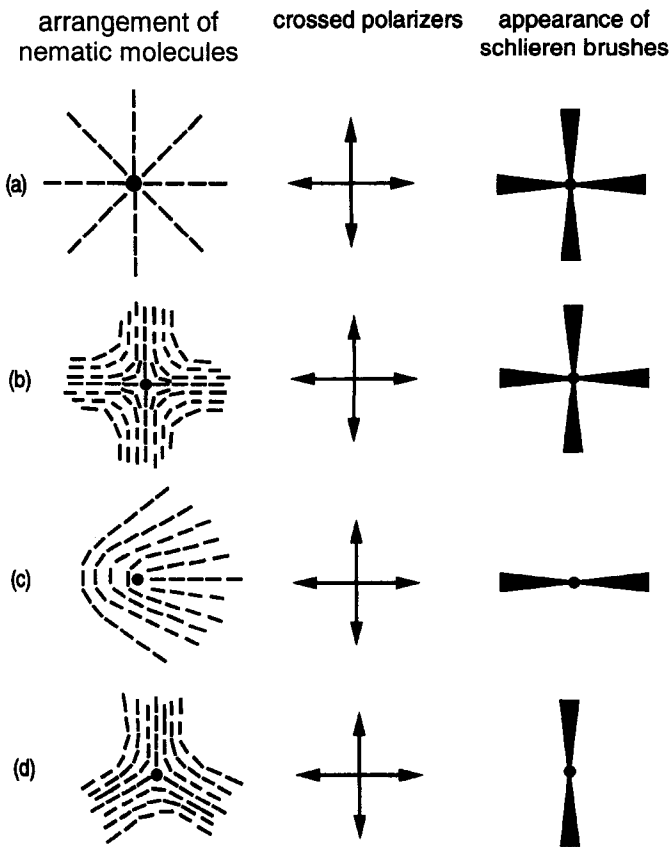 arrangement of
nematic molecules
crossed polarizers
appearance of
schlieren brushes
(a)
(b)
(c)
(d)